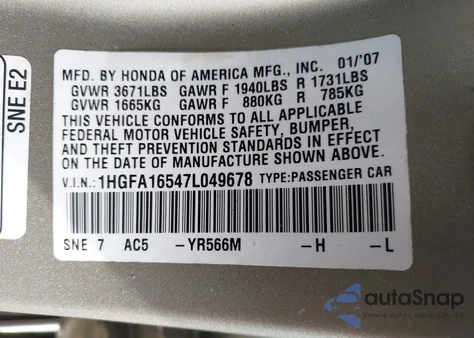 SNE E2
MFD. BY HONDA OF AMERICA MFG., INC. 01/'07
GVWR 3671LBS GAWR F 1940LBS R 1731LBS
GVWR 1665KG GAWR F 880KG R 785KG
THIS VEHICLE CONFORMS TO ALL APPLICABLE
FEDERAL MOTOR VEHICLE SAFETY, BUMPER,
AND THEFT PREVENTION STANDARDS IN EFFECT
ON THE DATE OF MANUFACTURE SHOWN ABOVE.
V.I.N.: 1HGFA16547L049678 TYPE:PASSENGER CAR
SNE 7 AC5 -YR566M -H -L
autoSnap